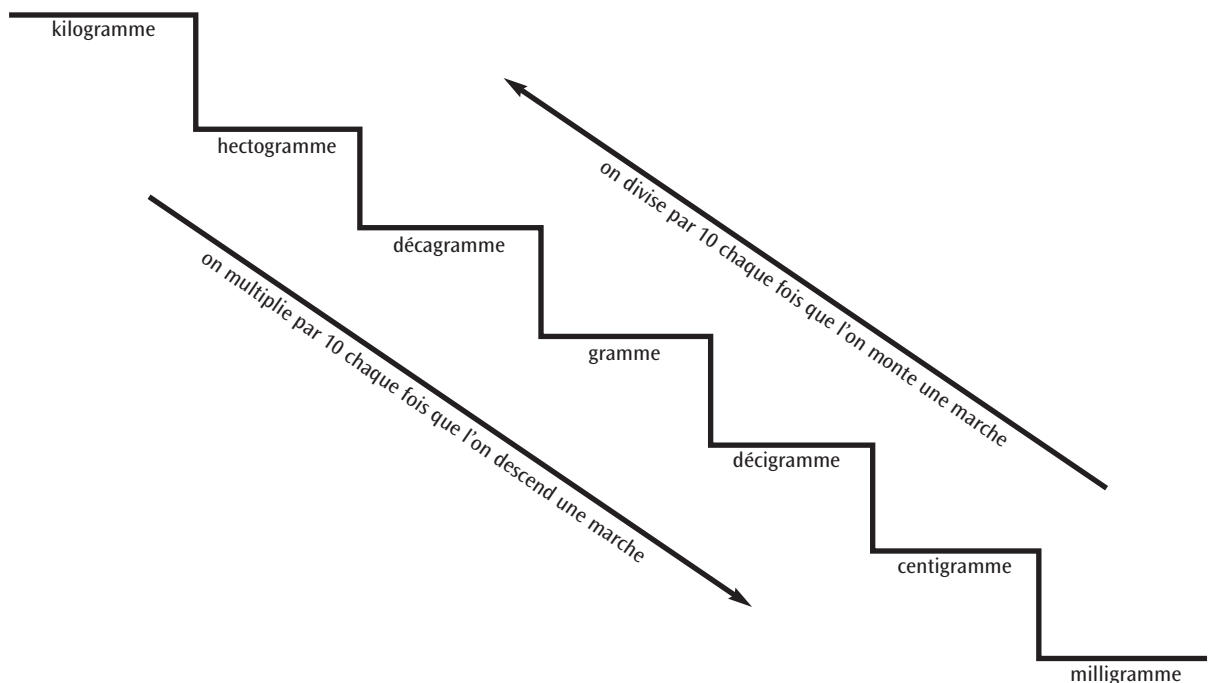 kilogramme
hectogramme
décagramme
gramme
décigramme
centigramme
milligramme
on divise par 10 chaque fois que l'on monte une marche
on multiplie par 10 chaque fois que l'on descend une marche